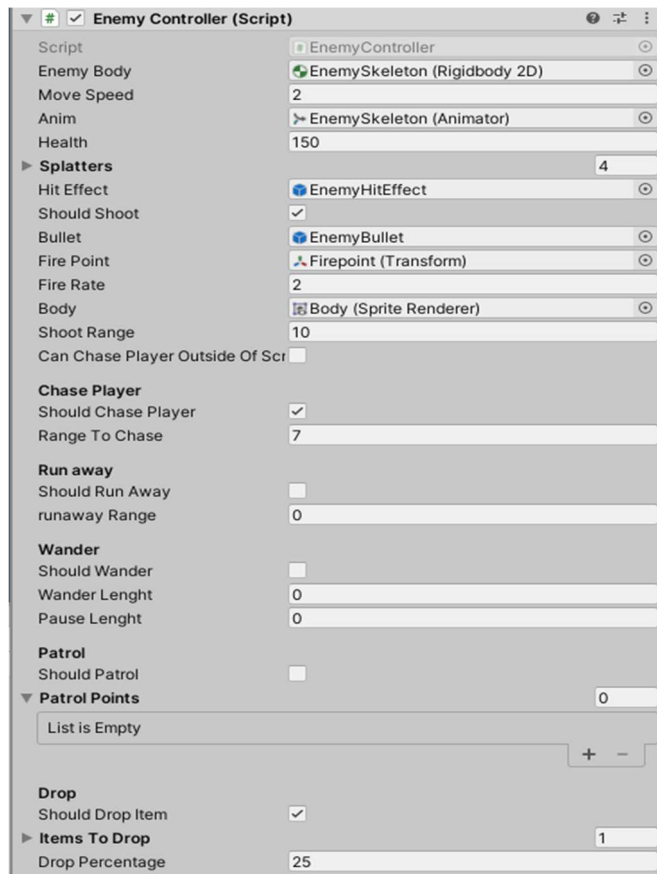 Enemy Controller (Script)
Script EnemyController
Enemy Body EnemySkeleton (Rigidbody 2D)
Move Speed 2
Anim EnemySkeleton (Animator)
Health 150
Splatters 4
Hit Effect EnemyHitEffect
Should Shoot
Bullet EnemyBullet
Fire Point Firepoint (Transform)
Fire Rate 2
Body Body (Sprite Renderer)
Shoot Range 10
Can Chase Player Outside Of Scr
Chase Player
Should Chase Player
Range To Chase 7
Run away
Should Run Away
runaway Range 0
Wander
Should Wander
Wander Lenght 0
Pause Lenght 0
Patrol
Should Patrol
Patrol Points 0
List is Empty
Drop
Should Drop Item
Items To Drop 1
Drop Percentage 25